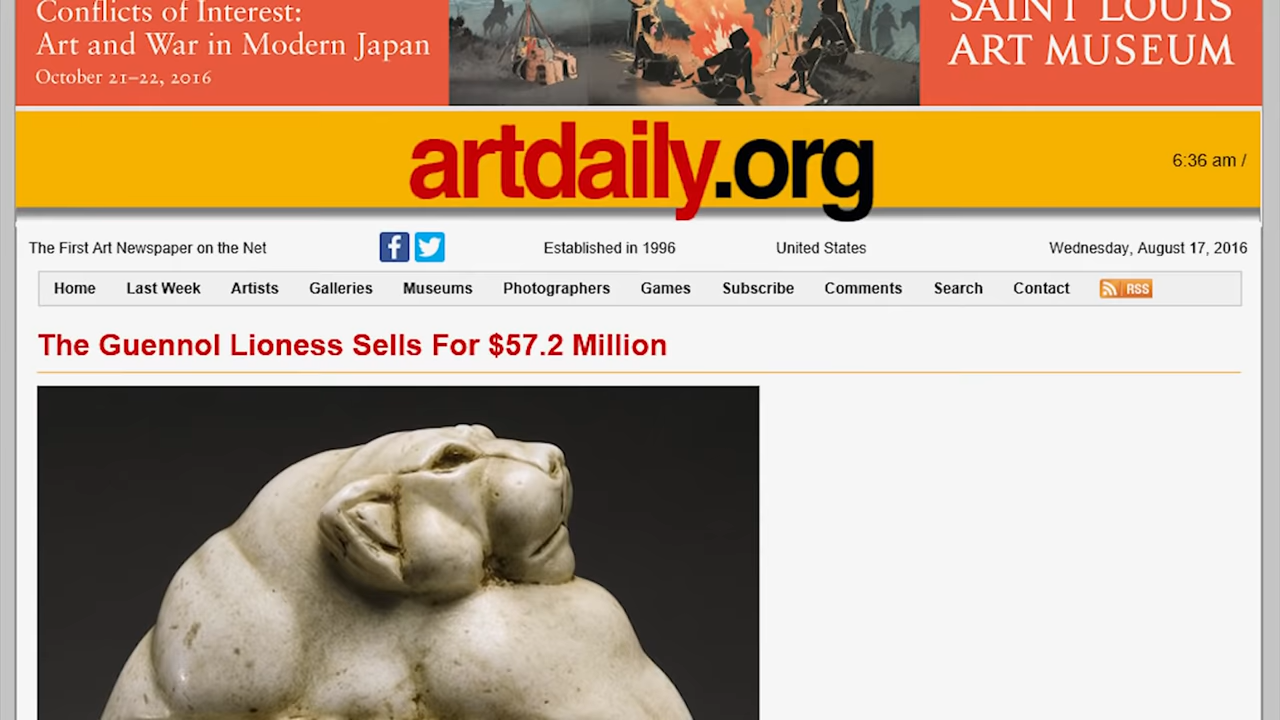 Conflicts of Interest:
Art and War in Modern Japan
October 21–22, 2016
SAINT LOUIS
ART MUSEUM
artdaily.org
6:36 am /
The First Art Newspaper on the Net
Established in 1996
United States
Wednesday, August 17, 2016
Home Last Week Artists Galleries Museums Photographers Games Subscribe Comments Search Contact RSS
The Guennol Lioness Sells For $57.2 Million